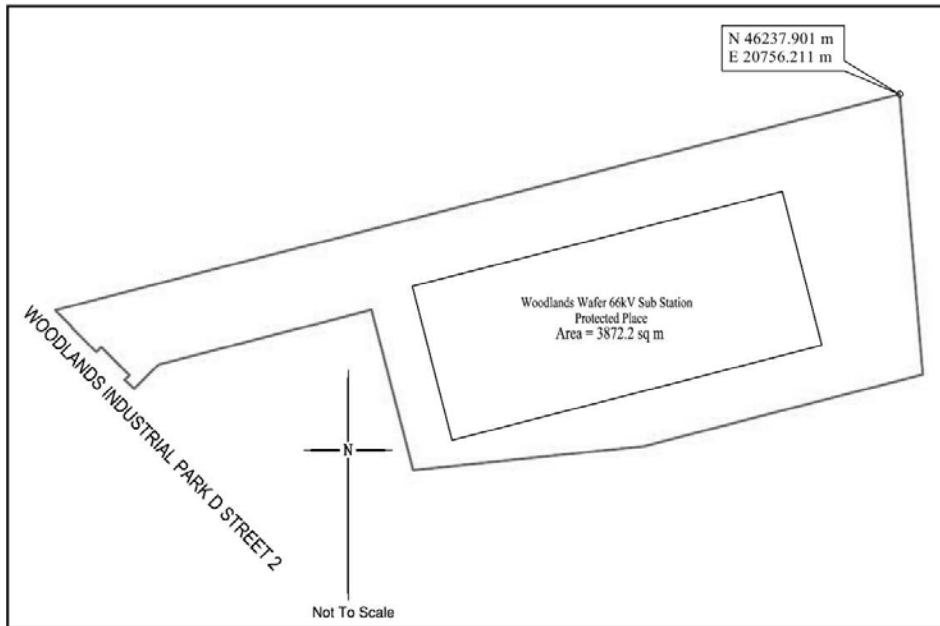 N 46237.901 m
E 20756.211 m
Woodlands Wafer 66kV Sub Station
Protected Place
Area = 3872.2 sq m
WOODLANDS INDUSTRIAL PARK D STREET 2
N
Not To Scale